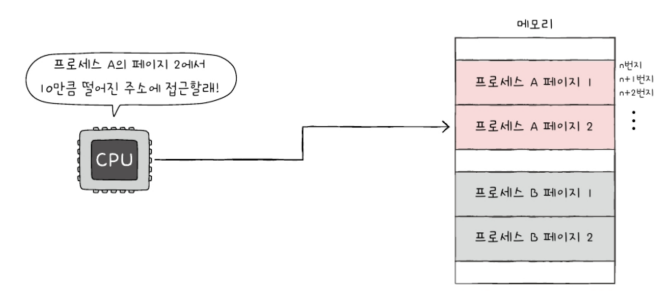 메모리
프로세스 A의 페이지 2에서
10만큼 떨어진 주소에 접근할래!
CPU
프로세스 A 페이지 1
n번지
n+1번지
n+2번지
프로세스 A 페이지 2
프로세스 B 페이지 1
프로세스 B 페이지 2